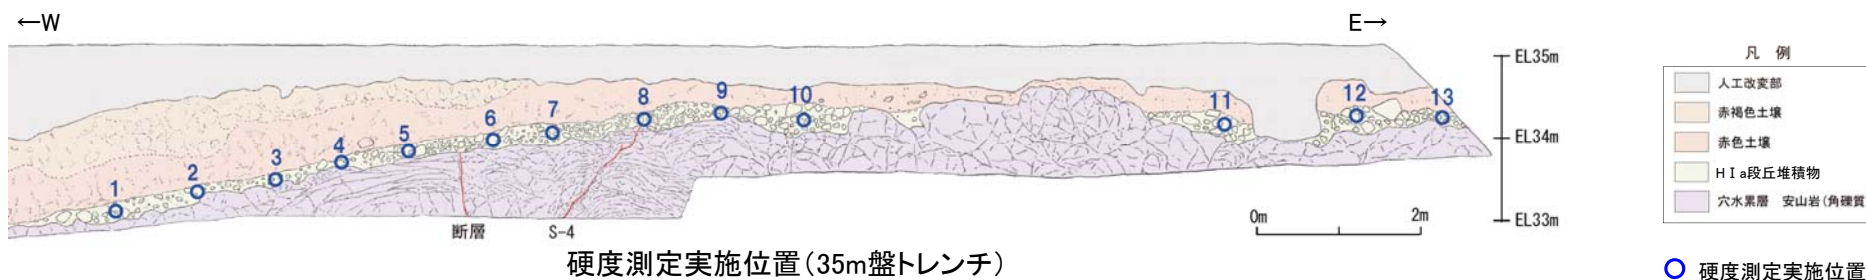 ←W
E→
EL35m
EL34m
EL33m
1
2
3
4
5
6
7
8
9
10
11
12
13
断層
S-4
0m
2m
硬度測定実施位置(35m盤トレンチ)
凡 例
人工改変部
赤褐色土壌
赤色土壌
HⅠa段丘堆積物
穴水累層 安山岩(角礫質
硬度測定実施位置